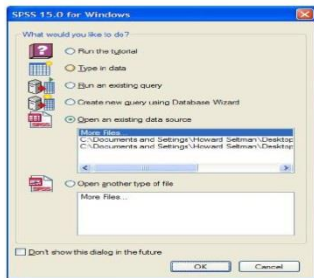 SPSS 15.0 for Windows
What would you like to do?
Run the tutorial
Type in data
Run an existing query
Create new query using Database Wizard
Open an existing data source
More Files...
C:\Documents and Settings\Howard Seltman\Desktop
C:\Documents and Settings\Howard Seltman\Desktop
Open another type of file
More Files...
Don't show this dialog in the future
OK Cancel